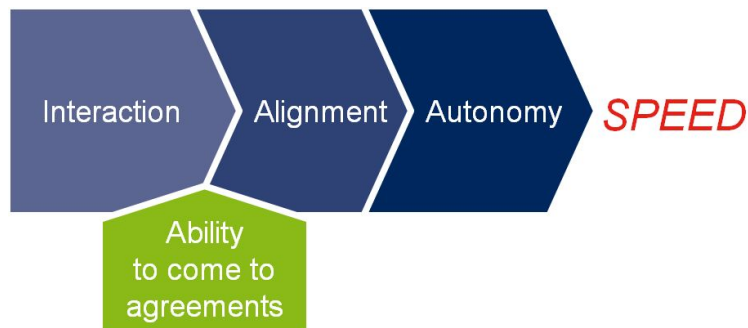 Interaction
Alignment
Autonomy
SPEED
Ability
to come to
agreements